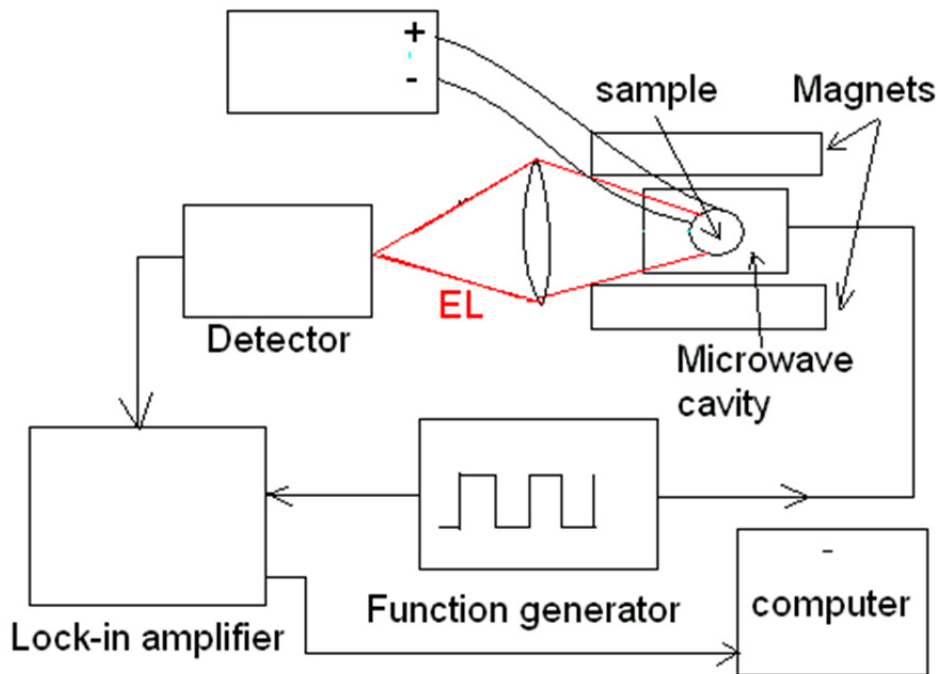 +
-
sample
Magnets
EL
Detector
Microwave
cavity
Function generator
-
computer
Lock-in amplifier